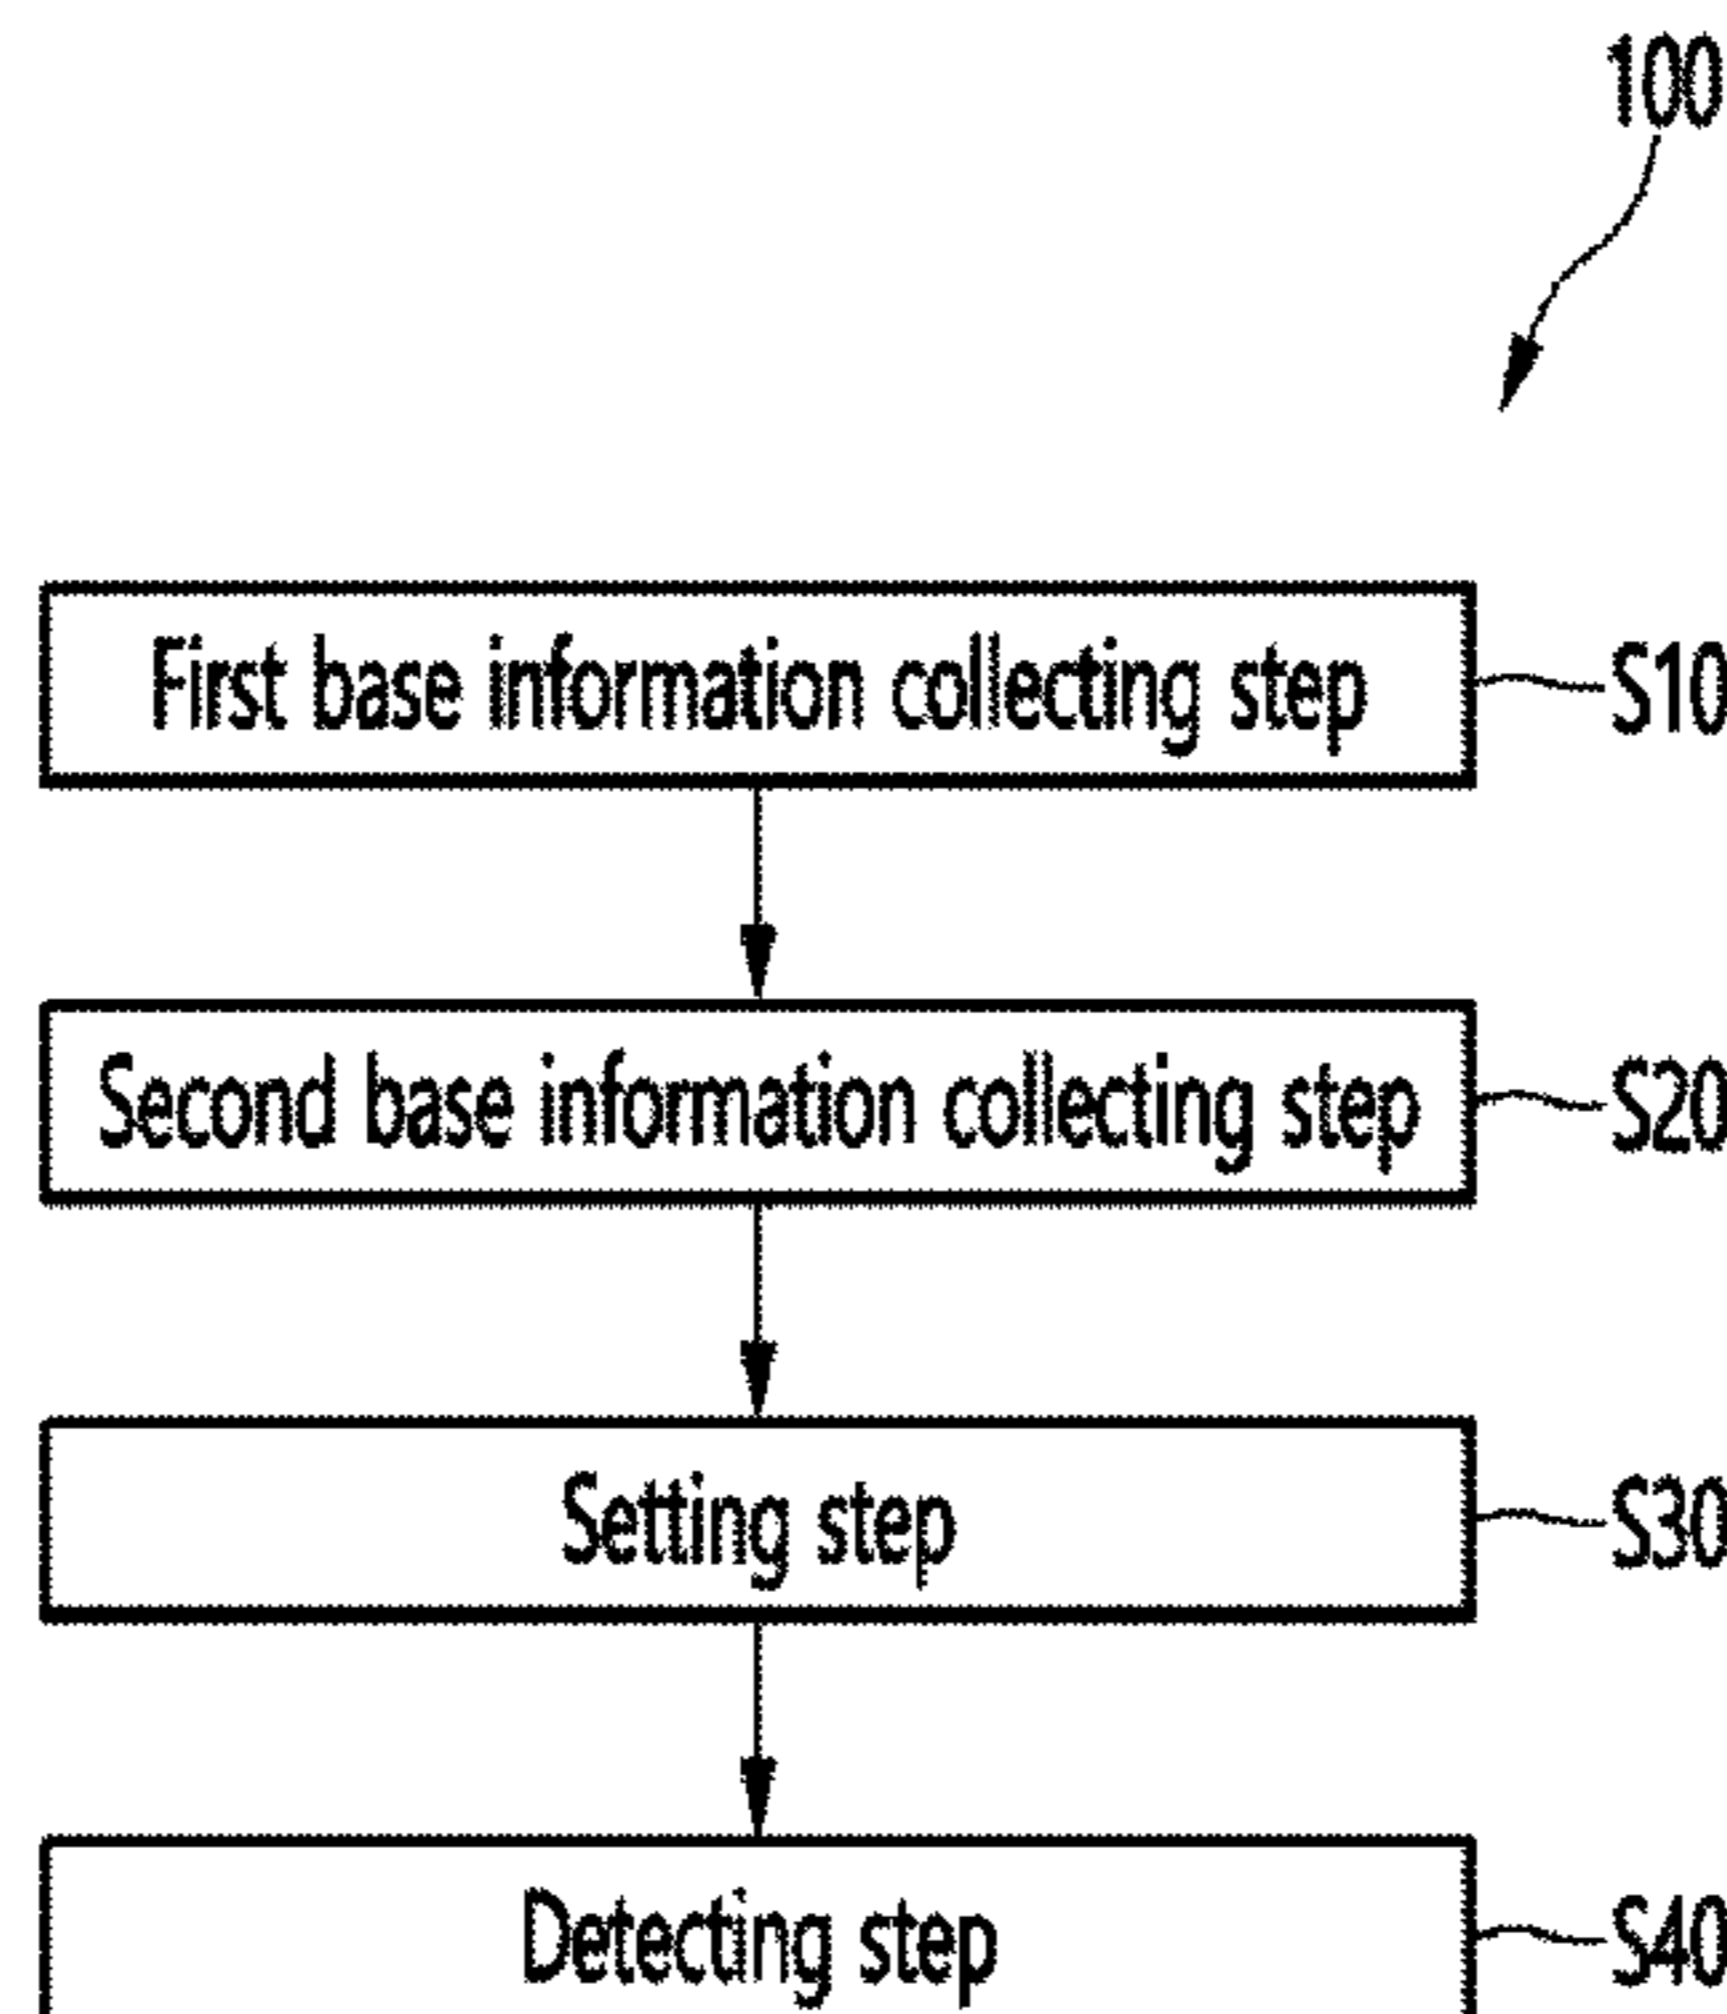 100
First base information collecting step
S10
Second base information collecting step
S20
Setting step
S30
Detecting step
S40